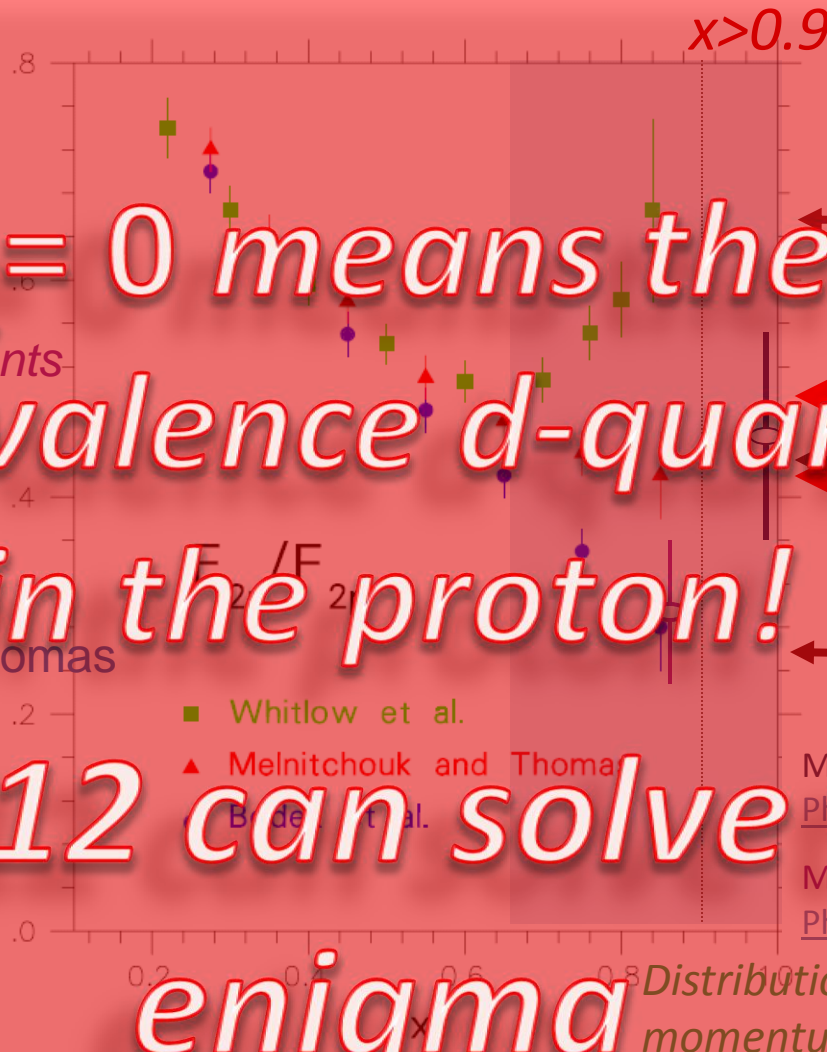 x>0.9
.8
= 0 means the
.6
nts
valence d-quar
.4
in the proton!
omas
.2
Whitlow et al.
Melnitchouk and Thomas
12 can solve
Bodek et al.
.0
0.2 0.4 0.6 0.8 1.0
enigma
x
Distributio
momentu